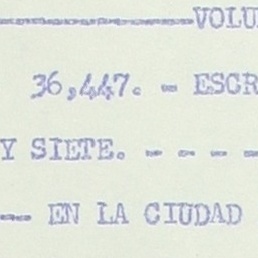 VOLU
36,447. - ESCR
Y SIETE. - - - -
-- EN LA CIUDAD